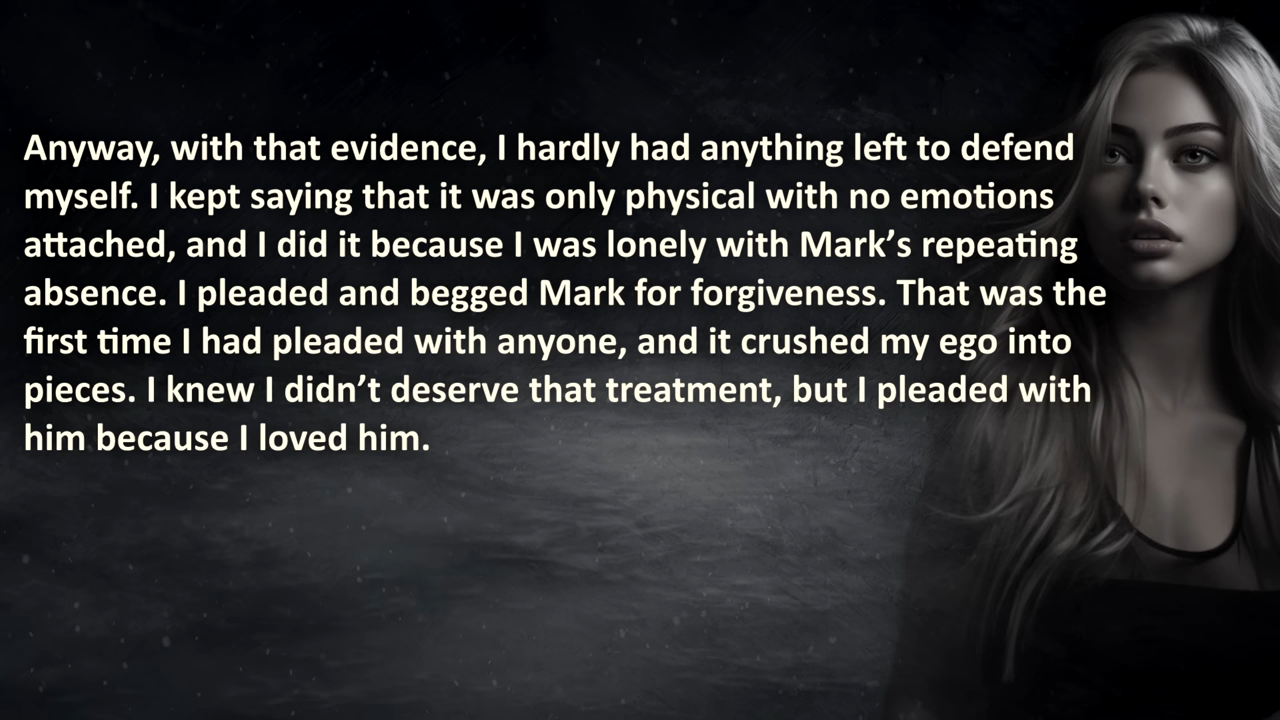 Anyway, with that evidence, I hardly had anything left to defend
myself. I kept saying that it was only physical with no emotions
attached, and I did it because I was lonely with Mark’s repeating
absence. I pleaded and begged Mark for forgiveness. That was the
first time I had pleaded with anyone, and it crushed my ego into
pieces. I knew I didn’t deserve that treatment, but I pleaded with
him because I loved him.